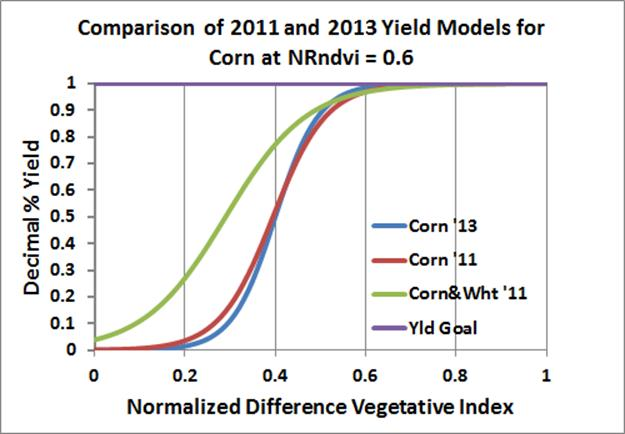 Comparison of 2011 and 2013 Yield Models for
Corn at NRndvi = 0.6
Decimal % Yield
1
0.9
0.8
0.7
0.6
0.5
0.4
0.3
0.2
0.1
0
Corn '13
Corn '11
Corn&Wht '11
Yld Goal
0 0.2 0.4 0.6 0.8 1
Normalized Difference Vegetative Index